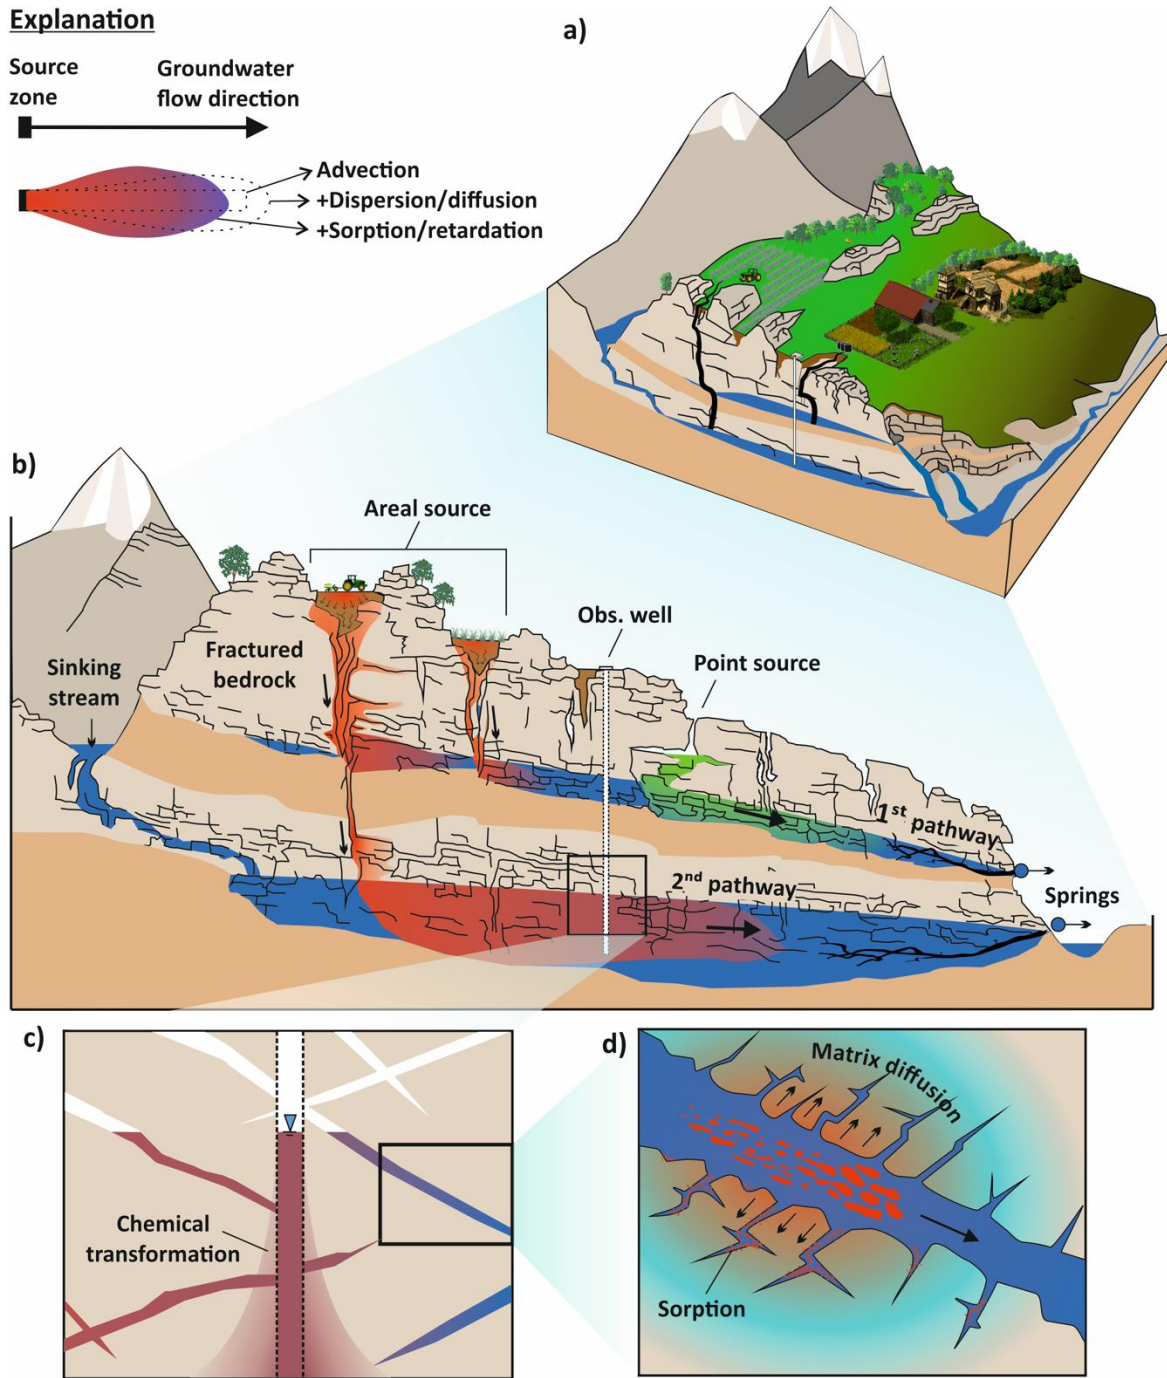 Explanation
Source
zone
Groundwater
flow direction
Advection
+Dispersion/diffusion
+Sorption/retardation
a)
b)
Areal source
Obs. well
Point source
Fractured
bedrock
Sinking
stream
1st pathway
2nd pathway
Springs
c)
Chemical
transformation
d)
Matrix diffusion
Sorption